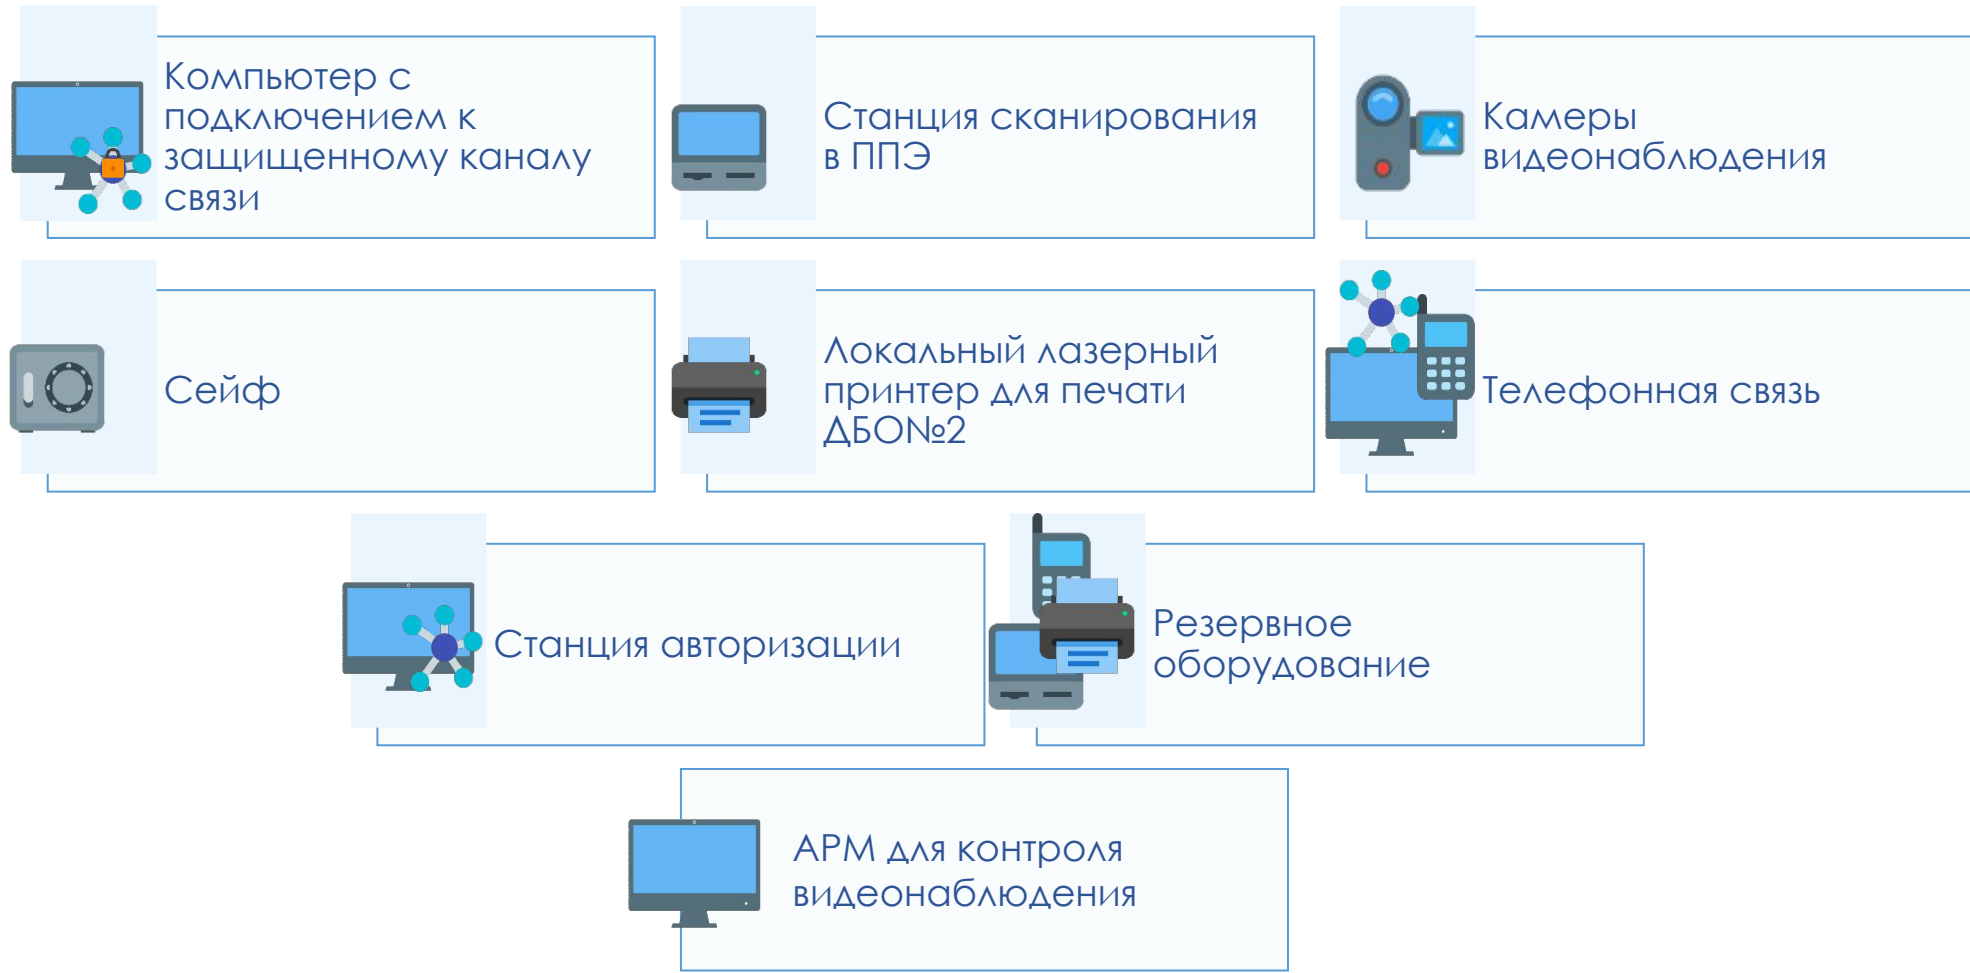 Компьютер с
подключением к
защищенному каналу
связи
Станция сканирования
в ППЭ
Камеры
видеонаблюдения
Сейф
Локальный лазерный
принтер для печати
ДБО№2
Телефонная связь
Станция авторизации
Резервное
оборудование
АРМ для контроля
видеонаблюдения